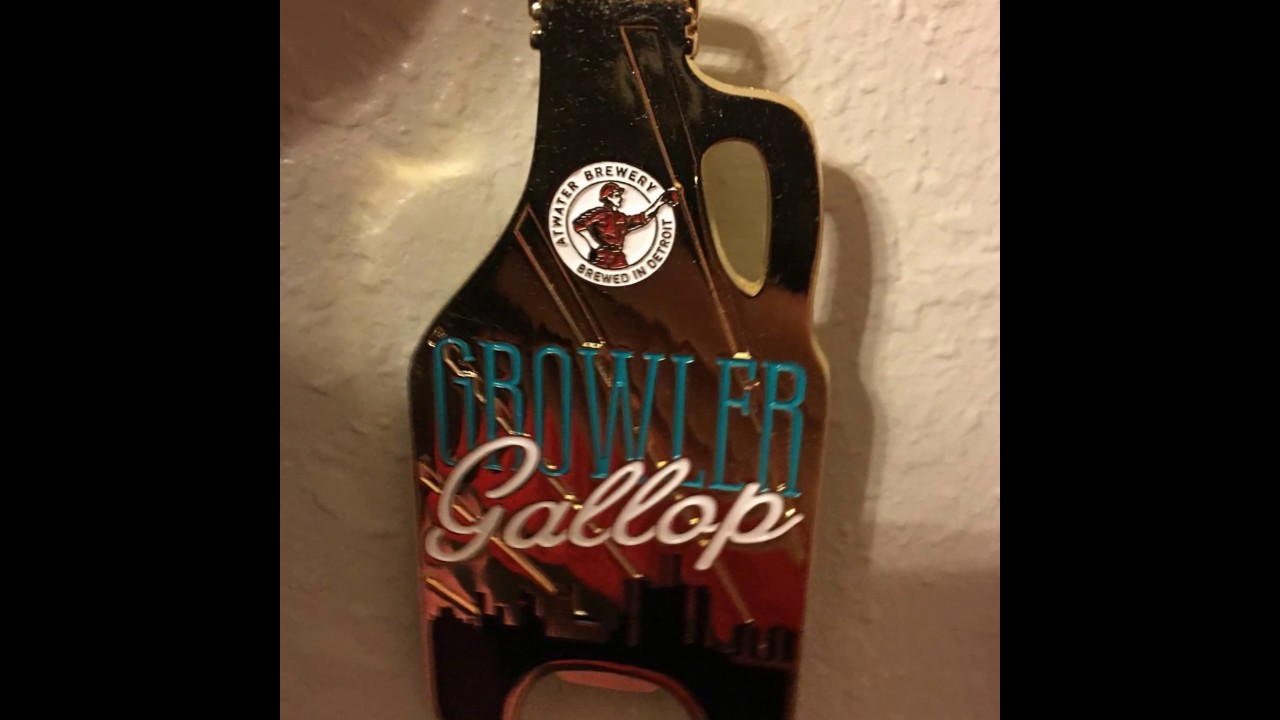 ATWATER BREWERY
BREWED IN DETROIT
GROWLER
Gallop